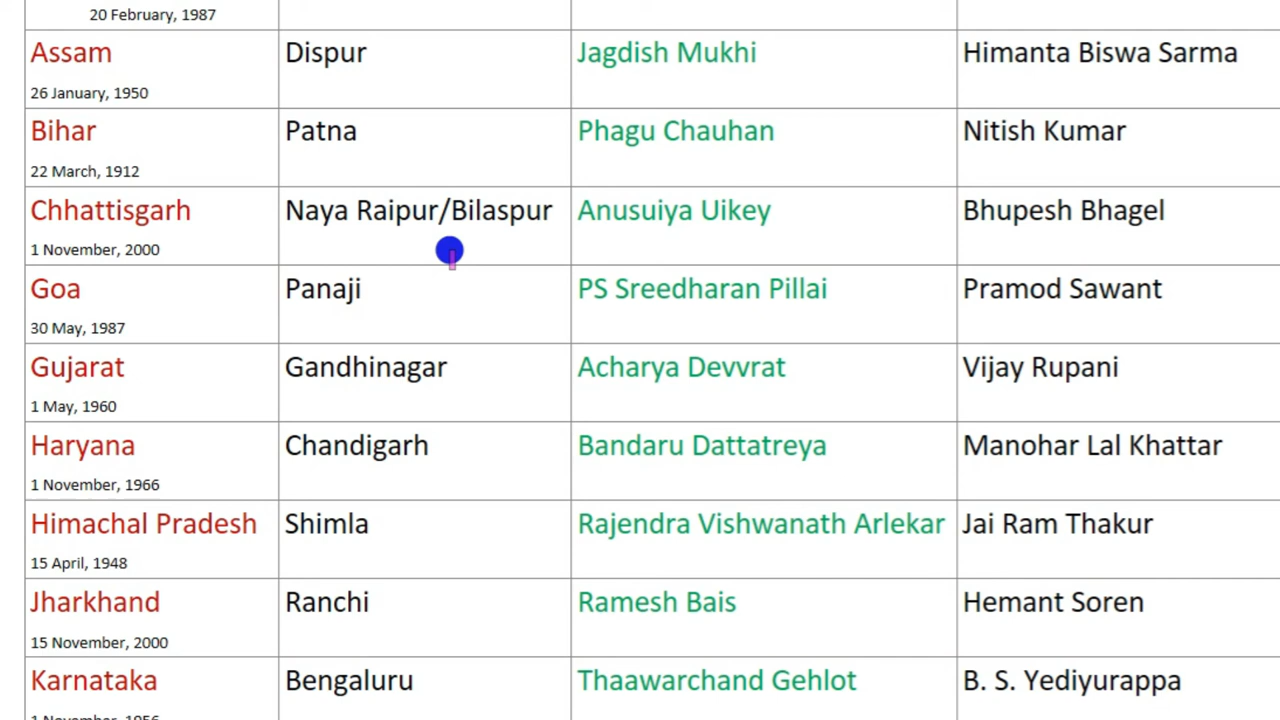 20 February, 1987
Assam Dispur Jagdish Mukhi Himanta Biswa Sarma
26 January, 1950
Bihar Patna Phagu Chauhan Nitish Kumar
22 March, 1912
Chhattisgarh Naya Raipur/Bilaspur Anusuiya Uikey Bhupesh Bhagel
1 November, 2000
Goa Panaji PS Sreedharan Pillai Pramod Sawant
30 May, 1987
Gujarat Gandhinagar Acharya Devvrat Vijay Rupani
1 May, 1960
Haryana Chandigarh Bandaru Dattatreya Manohar Lal Khattar
1 November, 1966
Himachal Pradesh Shimla Rajendra Vishwanath Arlekar Jai Ram Thakur
15 April, 1948
Jharkhand Ranchi Ramesh Bais Hemant Soren
15 November, 2000
Karnataka Bengaluru Thaawarchand Gehlot B. S. Yediyurappa
1 November, 1956